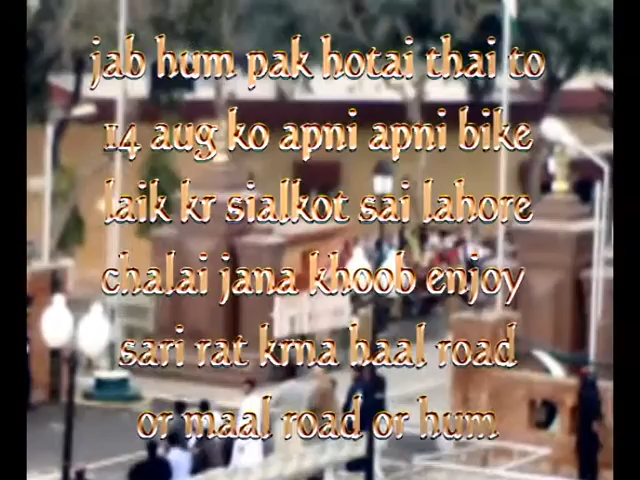 jab hum pak hotai thai to
14 aug ko apni apni bike
laik kr sialkot sai lahore
chalai jana khoob enjoy
sari rat krna haal road
or maal road or hum